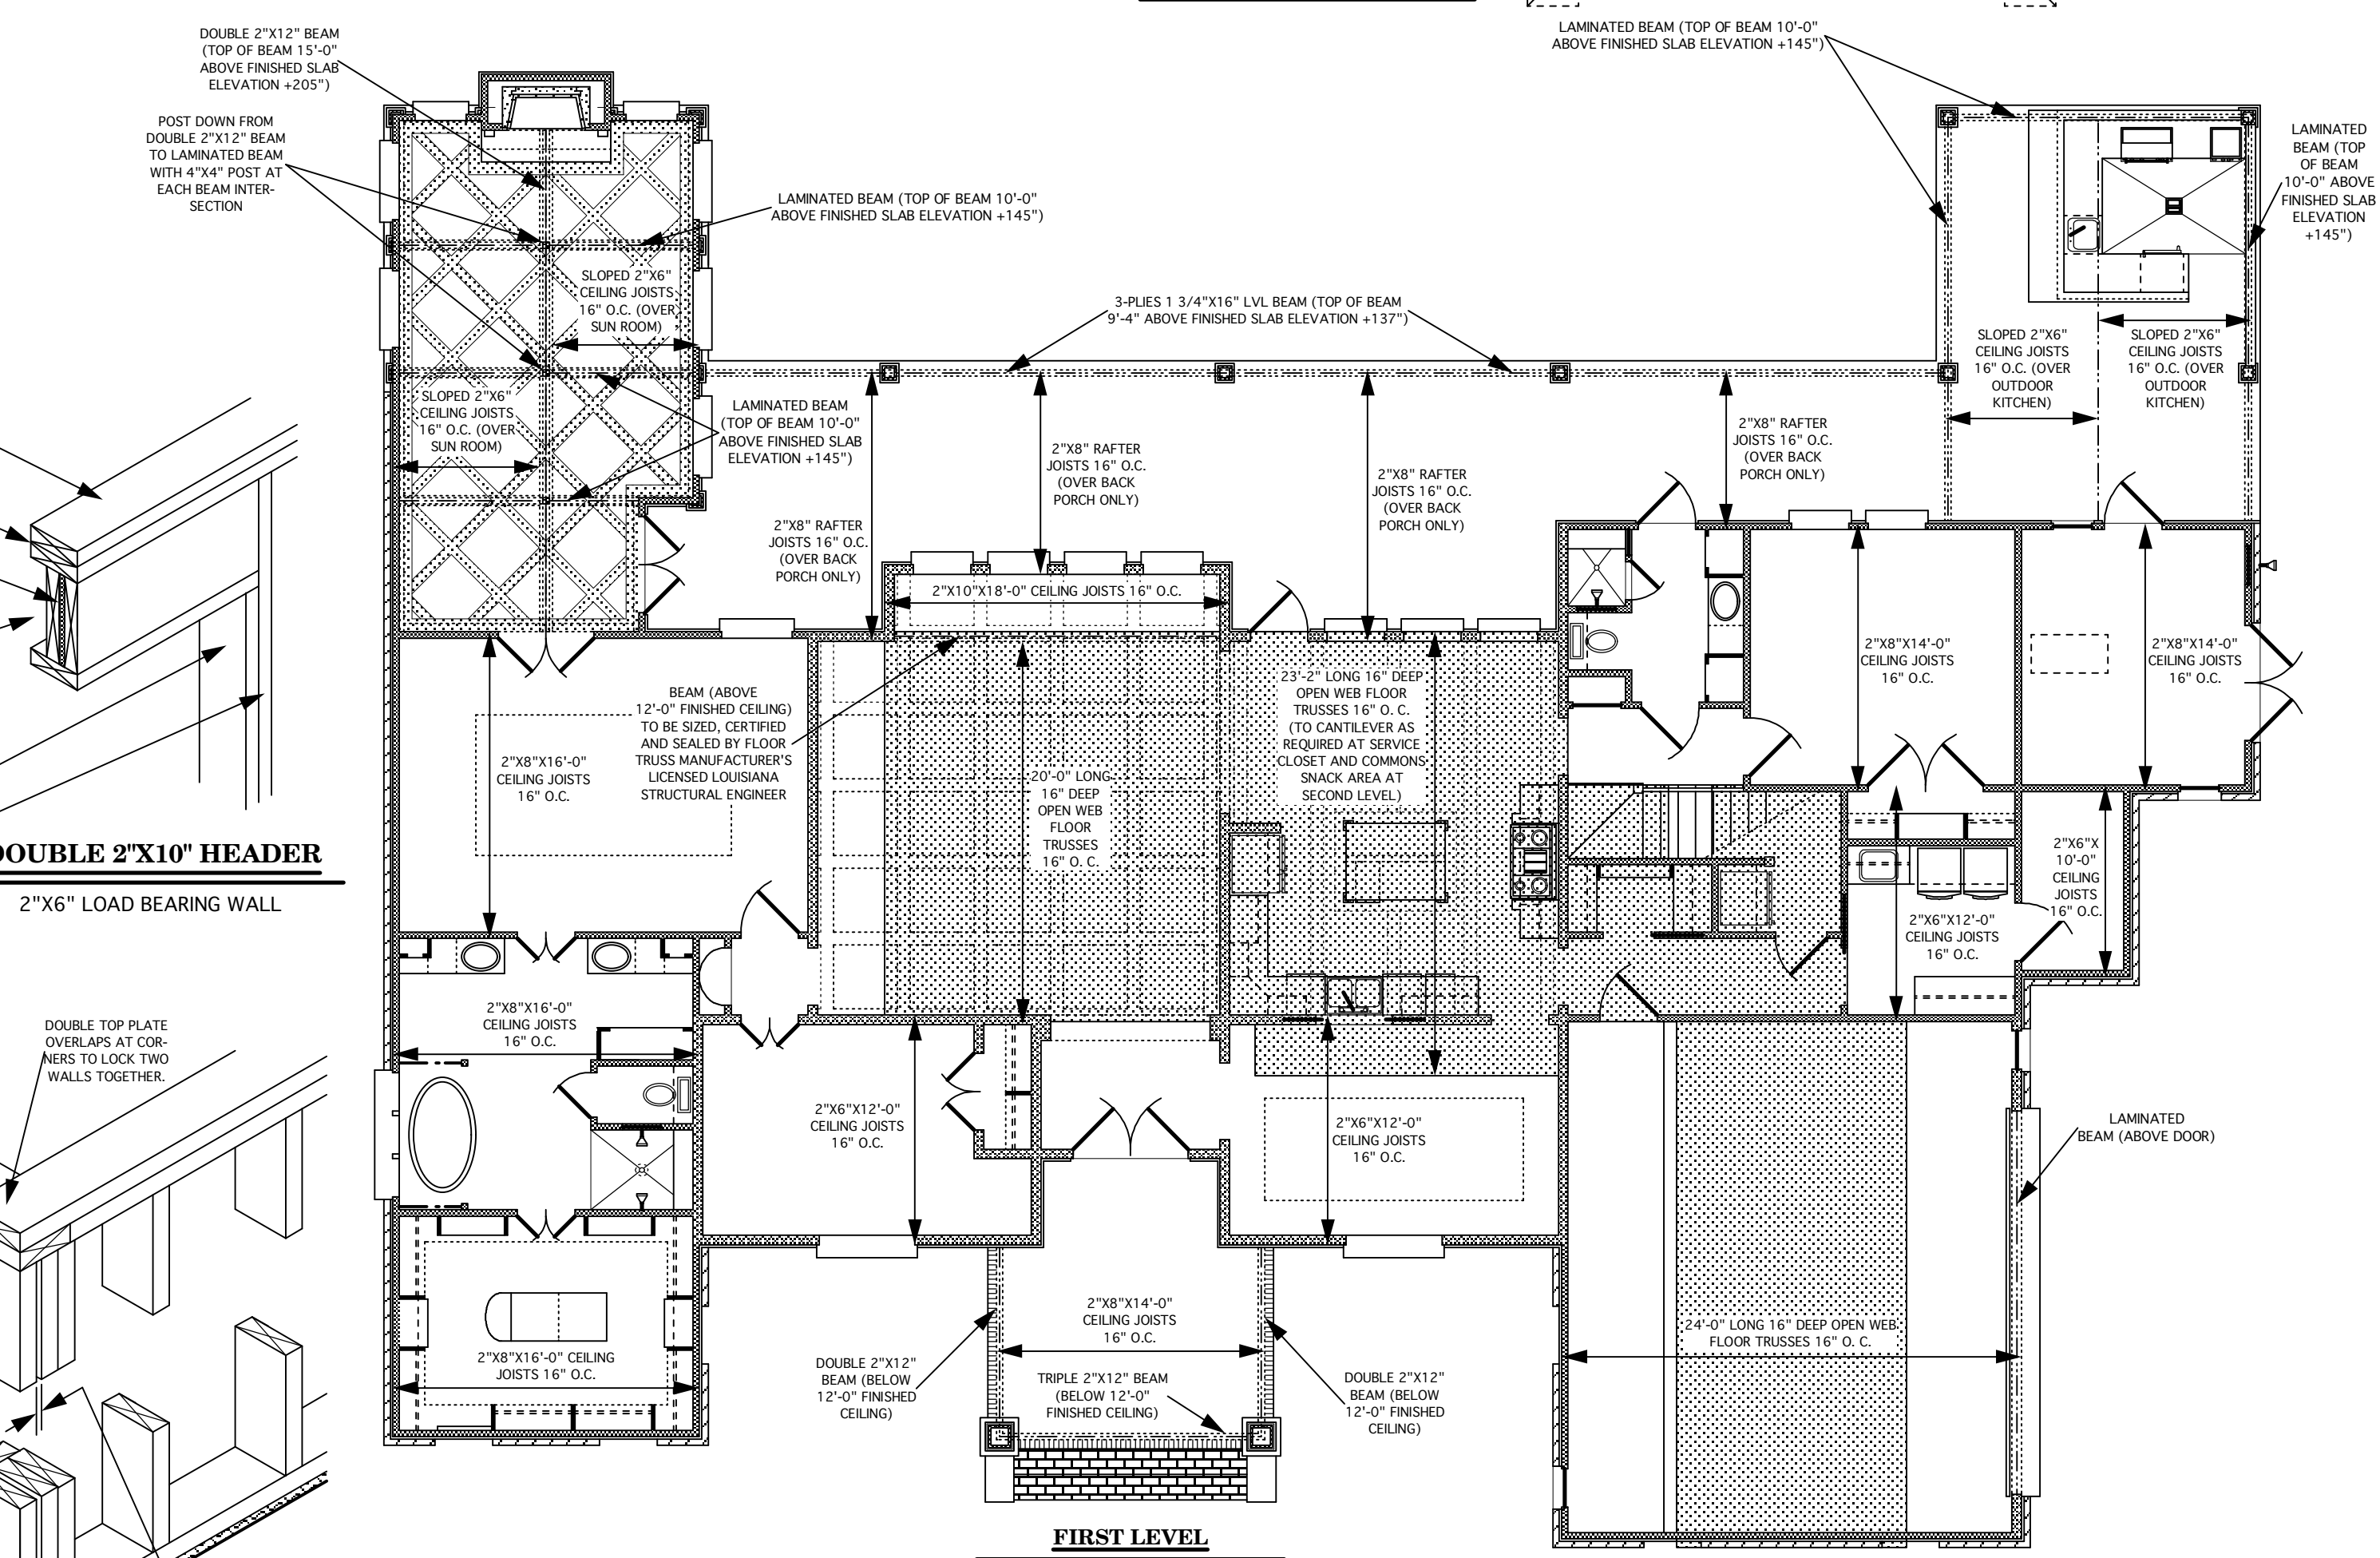 DOUBLE 2"X12" BEAM
(TOP OF BEAM 15'-0"
ABOVE FINISHED SLAB
ELEVATION +205")
POST DOWN FROM
DOUBLE 2"X12" BEAM
TO LAMINATED BEAM
WITH 4"X4" POST AT
EACH BEAM INTER-
SECTION
LAMINATED BEAM (TOP OF BEAM 10'-0"
ABOVE FINISHED SLAB ELEVATION +145")
LAMINATED BEAM (TOP OF BEAM 10'-0"
ABOVE FINISHED SLAB ELEVATION +145")
LAMINATED
BEAM (TOP
OF BEAM
10'-0" ABOVE
FINISHED SLAB
ELEVATION
+145")
SLOPED 2"X6"
CEILING JOISTS
16" O.C. (OVER
SUN ROOM)
3-PLIES 1 3/4"X16" LVL BEAM (TOP OF BEAM
9'-4" ABOVE FINISHED SLAB ELEVATION +137")
SLOPED 2"X6"
CEILING JOISTS
16" O.C. (OVER
OUTDOOR
KITCHEN)
SLOPED 2"X6"
CEILING JOISTS
16" O.C. (OVER
OUTDOOR
KITCHEN)
SLOPED 2"X6"
CEILING JOISTS
16" O.C. (OVER
SUN ROOM)
LAMINATED BEAM
(TOP OF BEAM 10'-0"
ABOVE FINISHED SLAB
ELEVATION +145")
2"X8" RAFTER
JOISTS 16" O.C.
(OVER BACK
PORCH ONLY)
2"X8" RAFTER
JOISTS 16" O.C.
(OVER BACK
PORCH ONLY)
2"X8" RAFTER
JOISTS 16" O.C.
(OVER BACK
PORCH ONLY)
2"X8" RAFTER
JOISTS 16" O.C.
(OVER BACK
PORCH ONLY)
2"X10"X18'-0" CEILING JOISTS 16" O.C.
BEAM (ABOVE
12'-0" FINISHED CEILING)
TO BE SIZED, CERTIFIED
AND SEALED BY FLOOR
TRUSS MANUFACTURER'S
LICENSED LOUISIANA
STRUCTURAL ENGINEER
23'-2" LONG 16" DEEP
OPEN WEB FLOOR
TRUSSES 16" O. C.
(TO CANTILEVER AS
REQUIRED AT SERVICE
CLOSET AND COMMONS
SNACK AREA AT
SECOND LEVEL)
2"X8"X14'-0"
CEILING JOISTS
16" O.C.
2"X8"X14'-0"
CEILING JOISTS
16" O.C.
2"X8"X16'-0"
CEILING JOISTS
16" O.C.
20'-0" LONG
16" DEEP
OPEN WEB
FLOOR
TRUSSES
16" O. C.
DOUBLE 2"X10" HEADER
2"X6" LOAD BEARING WALL
2"X6"X
10'-0"
CEILING
JOISTS
16" O.C.
2"X6"X12'-0"
CEILING JOISTS
16" O.C.
2"X8"X16'-0"
CEILING JOISTS
16" O.C.
DOUBLE TOP PLATE
OVERLAPS AT COR-
NERS TO LOCK TWO
WALLS TOGETHER.
2"X6"X12'-0"
CEILING JOISTS
16" O.C.
2"X6"X12'-0"
CEILING JOISTS
16" O.C.
LAMINATED
BEAM (ABOVE DOOR)
2"X8"X14'-0"
CEILING JOISTS
16" O.C.
24'-0" LONG 16" DEEP OPEN WEB
FLOOR TRUSSES 16" O. C.
2"X8"X16'-0" CEILING
JOISTS 16" O.C.
DOUBLE 2"X12"
BEAM (BELOW
12'-0" FINISHED
CEILING)
TRIPLE 2"X12" BEAM
(BELOW 12'-0"
FINISHED CEILING)
DOUBLE 2"X12"
BEAM (BELOW
12'-0" FINISHED
CEILING)
FIRST LEVEL